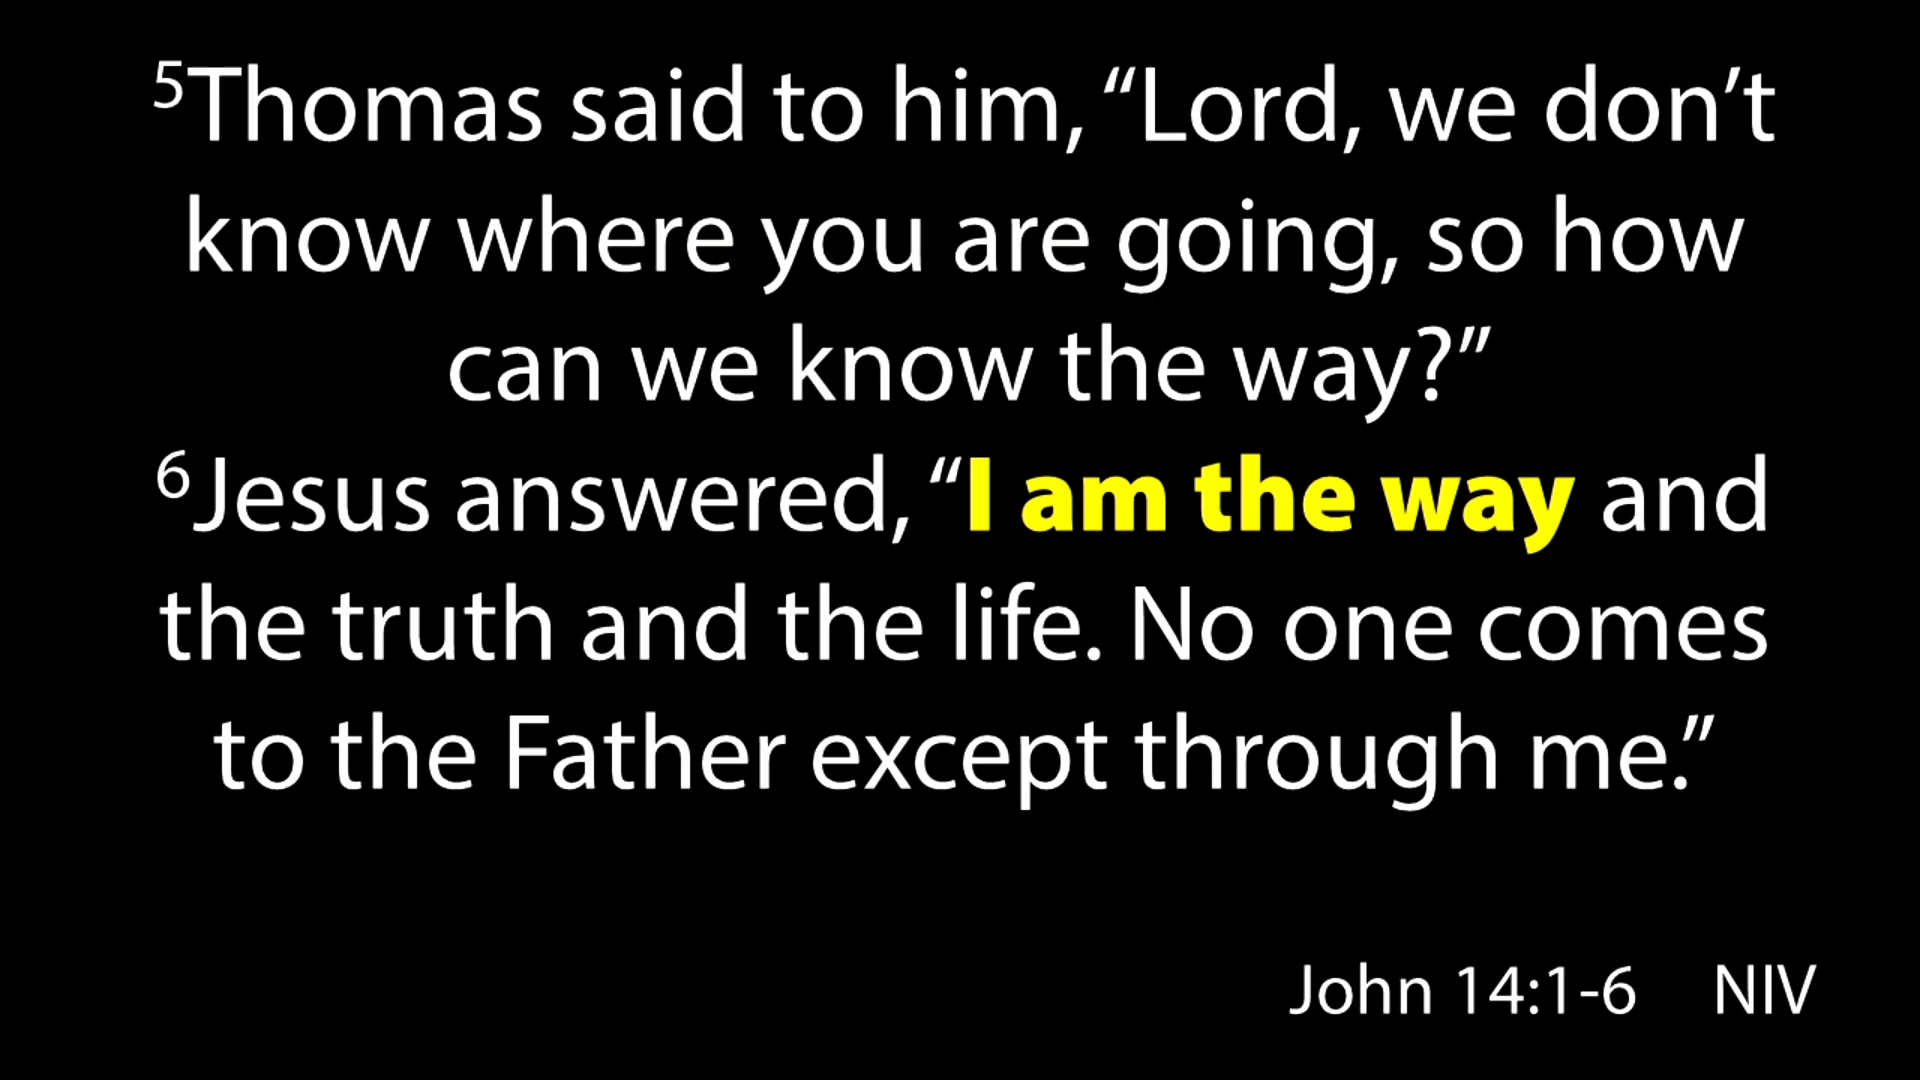 ⁵Thomas said to him, “Lord, we don’t
know where you are going, so how
can we know the way?”
⁶Jesus answered, “I am the way and
the truth and the life. No one comes
to the Father except through me.”
John 14:1-6 NIV